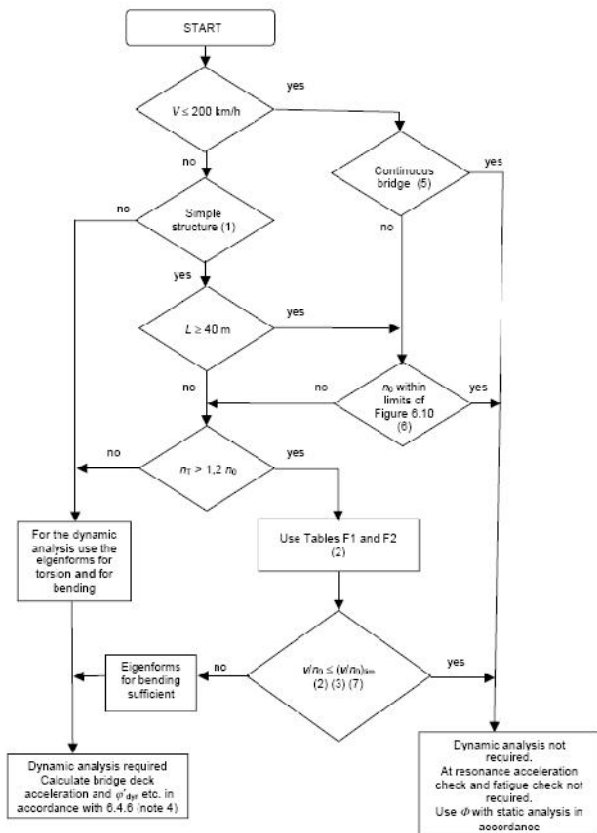 START
yes
V ≤ 200 km/h
yes
no
Continuous
bridge (5)
no
Simple
structure (1)
no
yes
L ≥ 40 m
yes
no
no
n₀ within
limits of
Figure 6.10
(6)
yes
no
nT > 1,2 n₀
yes
For the dynamic
analysis use the
eigenforms for
torsion and for
bending
Use Tables F1 and F2
(2)
Eigenforms
for bending
sufficient
no
v/n₀ ≤ (v/n₀)lim
(2) (3) (7)
yes
Dynamic analysis required
Calculate bridge deck
acceleration and φ'dyn etc. in
accordance with 6.4.6 (note 4)
Dynamic analysis not
required.
At resonance acceleration
check and fatigue check not
required.
Use Φ with static analysis in
accordance